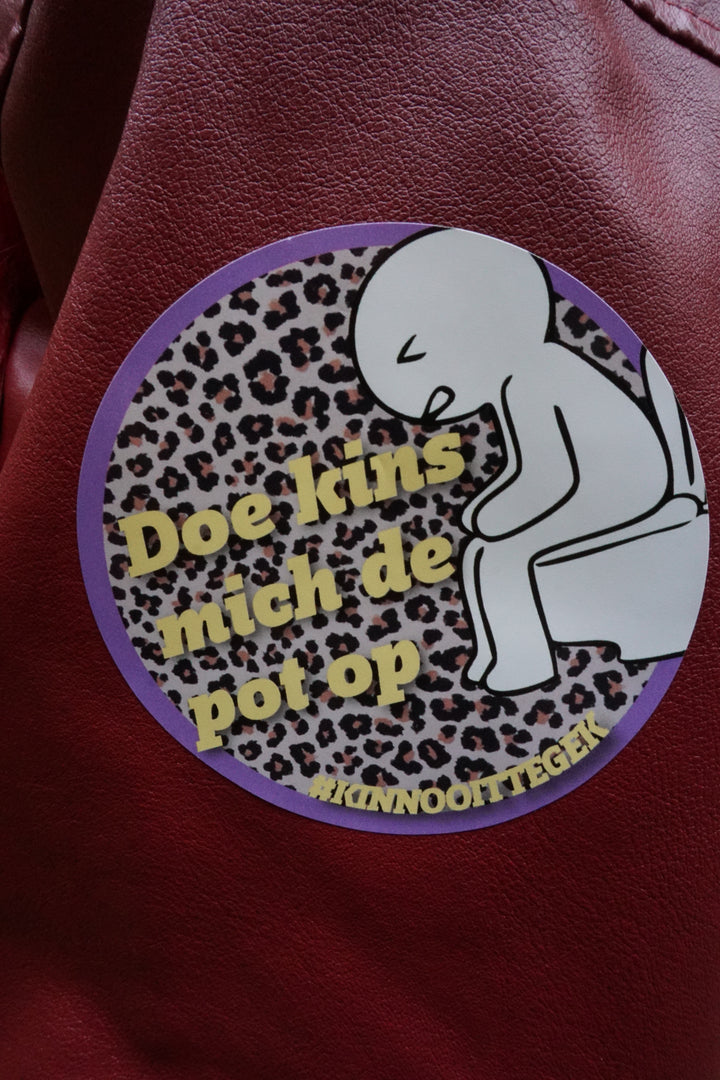 Doe kins
mich de
pot op
#KINNOOITTEGEK